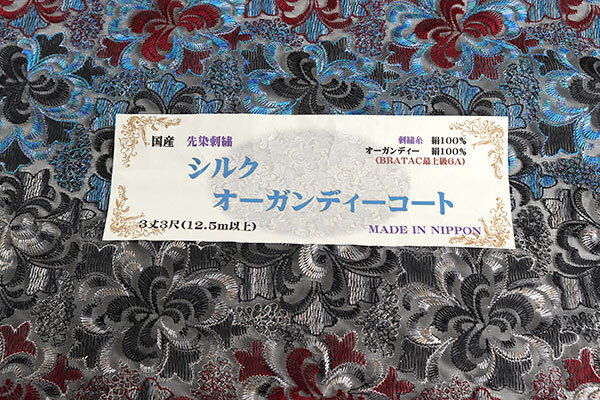 国産 先染刺繍
刺繍糸 絹100%
オーガンディー 絹100%
(BRATAC最上級6A)
シルク
オーガンディーコート
3丈3尺(12.5m以上)
MADE IN NIPPON